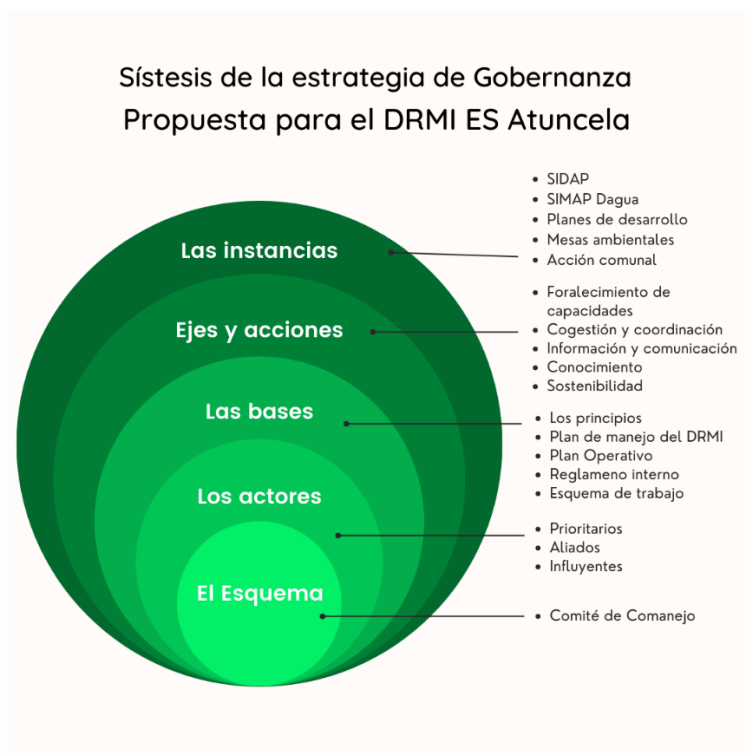 Sístesis de la estrategia de Gobernanza
Propuesta para el DRMI ES Atuncela
Las instancias
• SIDAP
• SIMAP Dagua
• Planes de desarrollo
• Mesas ambientales
• Acción comunal
Ejes y acciones
• Foralecimiento de
capacidades
• Cogestión y coordinación
• Información y comunicación
• Conocimiento
• Sostenibilidad
Las bases
• Los principios
• Plan de manejo del DRMI
• Plan Operativo
• Reglameno interno
• Esquema de trabajo
Los actores
• Prioritarios
• Aliados
• Influyentes
El Esquema
• Comité de Comanejo